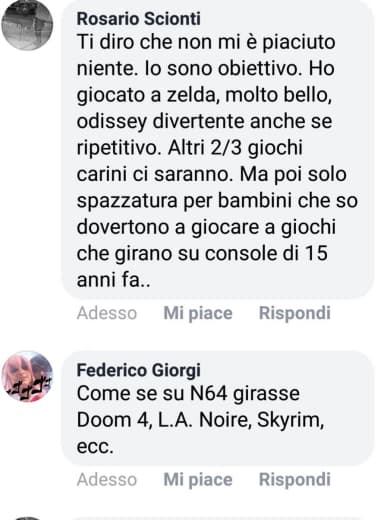 Rosario Scionti
Ti diro che non mi è piaciuto
niente. Io sono obiettivo. Ho
giocato a zelda, molto bello,
odissey divertente anche se
ripetitivo. Altri 2/3 giochi
carini ci saranno. Ma poi solo
spazzatura per bambini che so
dovertono a giocare a giochi
che girano su console di 15
anni fa..
Adesso Mi piace Rispondi
Federico Giorgi
Come se su N64 girasse
Doom 4, L.A. Noire, Skyrim,
ecc.
Adesso Mi piace Rispondi